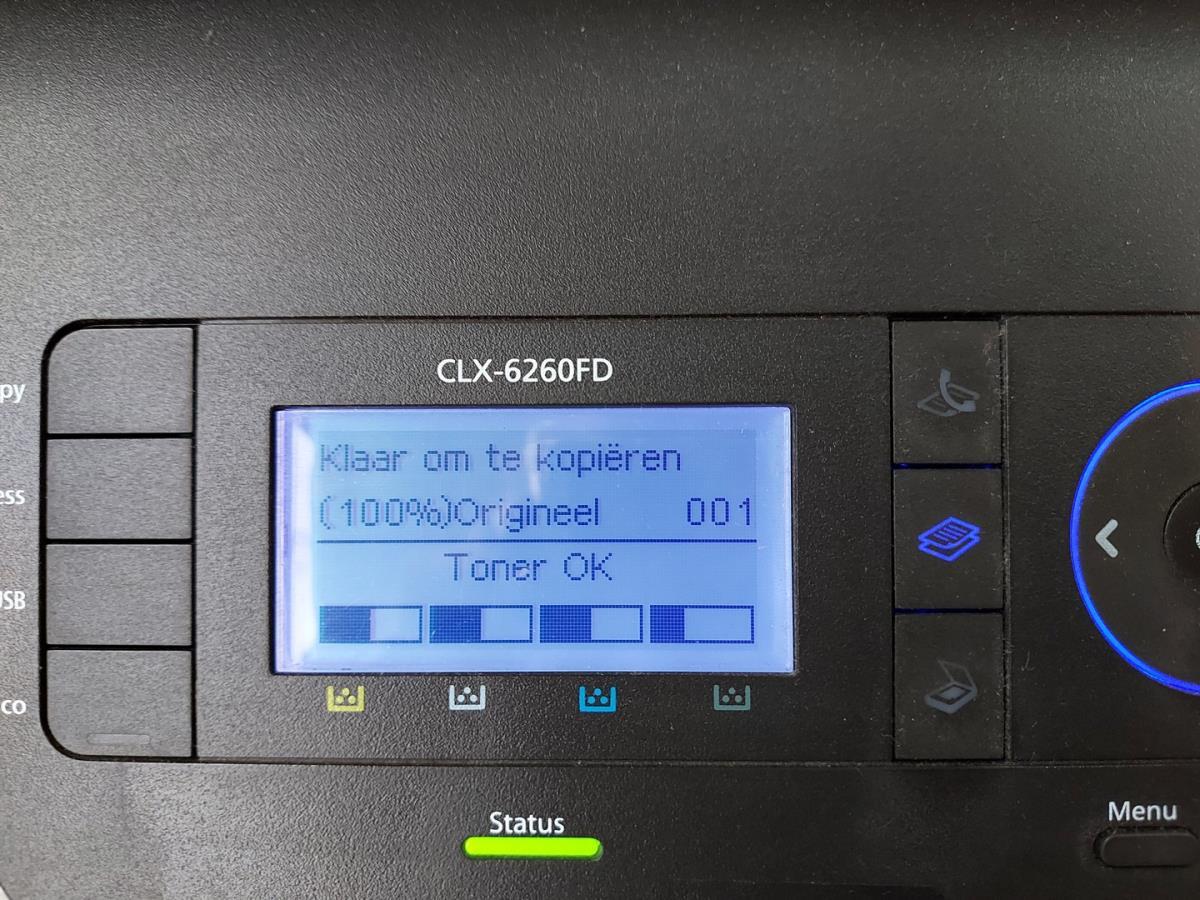 CLX-6260FD
Klaar om te kopiëren
(100%)Origineel 001
Toner OK
Status
Menu